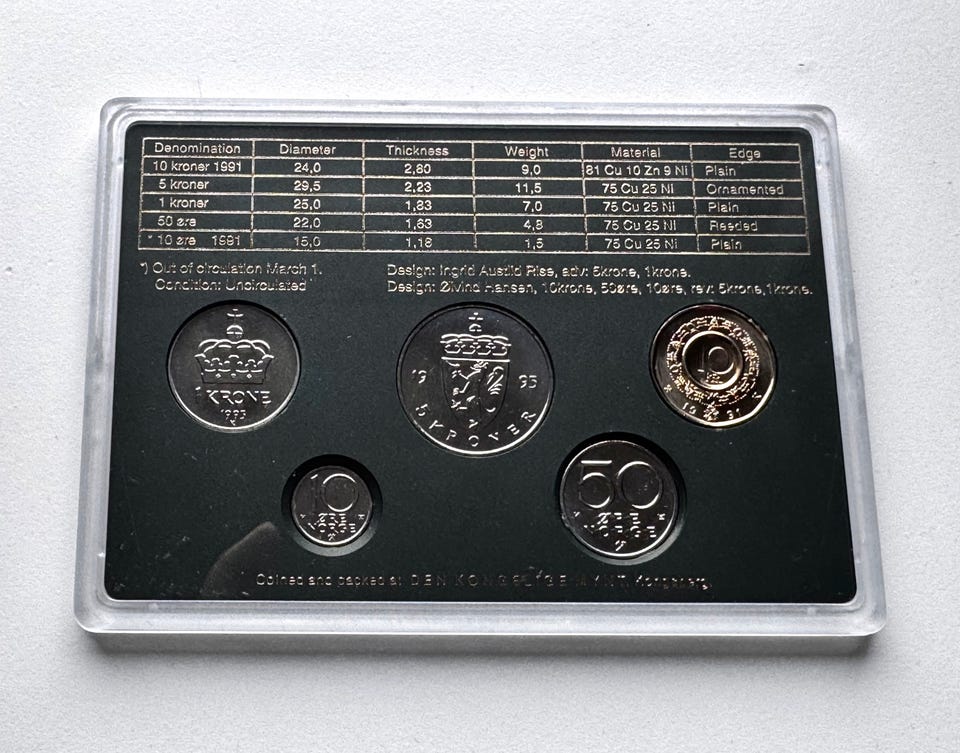 Denomination Diameter Thickness Weight Material Edge
10 kroner 1991 24,0 2,80 9,0 81 Cu 10 Zn 9 Ni Plain
5 kroner 29,5 2,23 11,5 75 Cu 25 Ni Ornamented
1 kroner 25,0 1,83 7,0 75 Cu 25 Ni Plain
50 øre 22,0 1,63 4,8 75 Cu 25 Ni Reeded
* 10 øre 1991 15,0 1,18 1,5 75 Cu 25 Ni Plain
*) Out of circulation March 1.
Condition: Uncirculated
Design: Ingrid Austlid Rise, adv: 5krone, 1krone.
Design: Øivind Hansen, 10krone, 50øre, 10øre, rev: 5krone,1krone.
1 KRONE
1993
19 93
5 KRONER
10
1991
10
ØRE
NORGE
50
ØRE
NORGE
Coined and packed at DEN KONGELIGE MYNT, Kongsberg